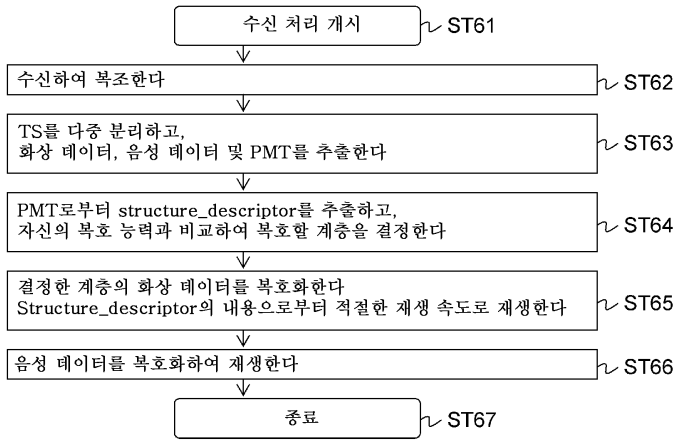 수신 처리 개시
ST61
수신하여 복조한다
ST62
TS를 다중 분리하고,
화상 데이터, 음성 데이터 및 PMT를 추출한다
ST63
PMT로부터 structure_descriptor를 추출하고,
자신의 복호 능력과 비교하여 복호할 계층을 결정한다
ST64
결정한 계층의 화상 데이터를 복호화한다
Structure_descriptor의 내용으로부터 적절한 재생 속도로 재생한다
ST65
음성 데이터를 복호화하여 재생한다
ST66
종료
ST67